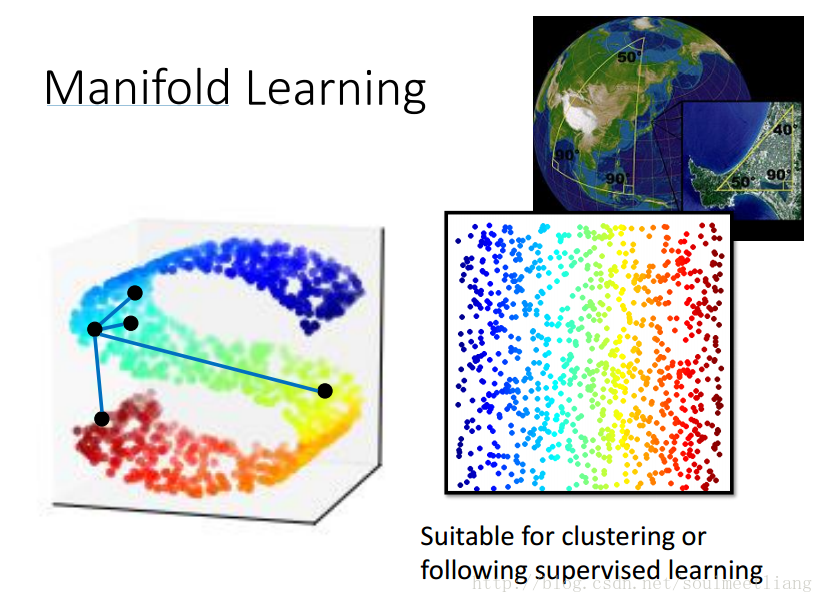 Manifold Learning
50°
90°
90°
40°
50°
90°
Suitable for clustering or
following supervised learning
http://blog.csdn.net/soulmeetliang